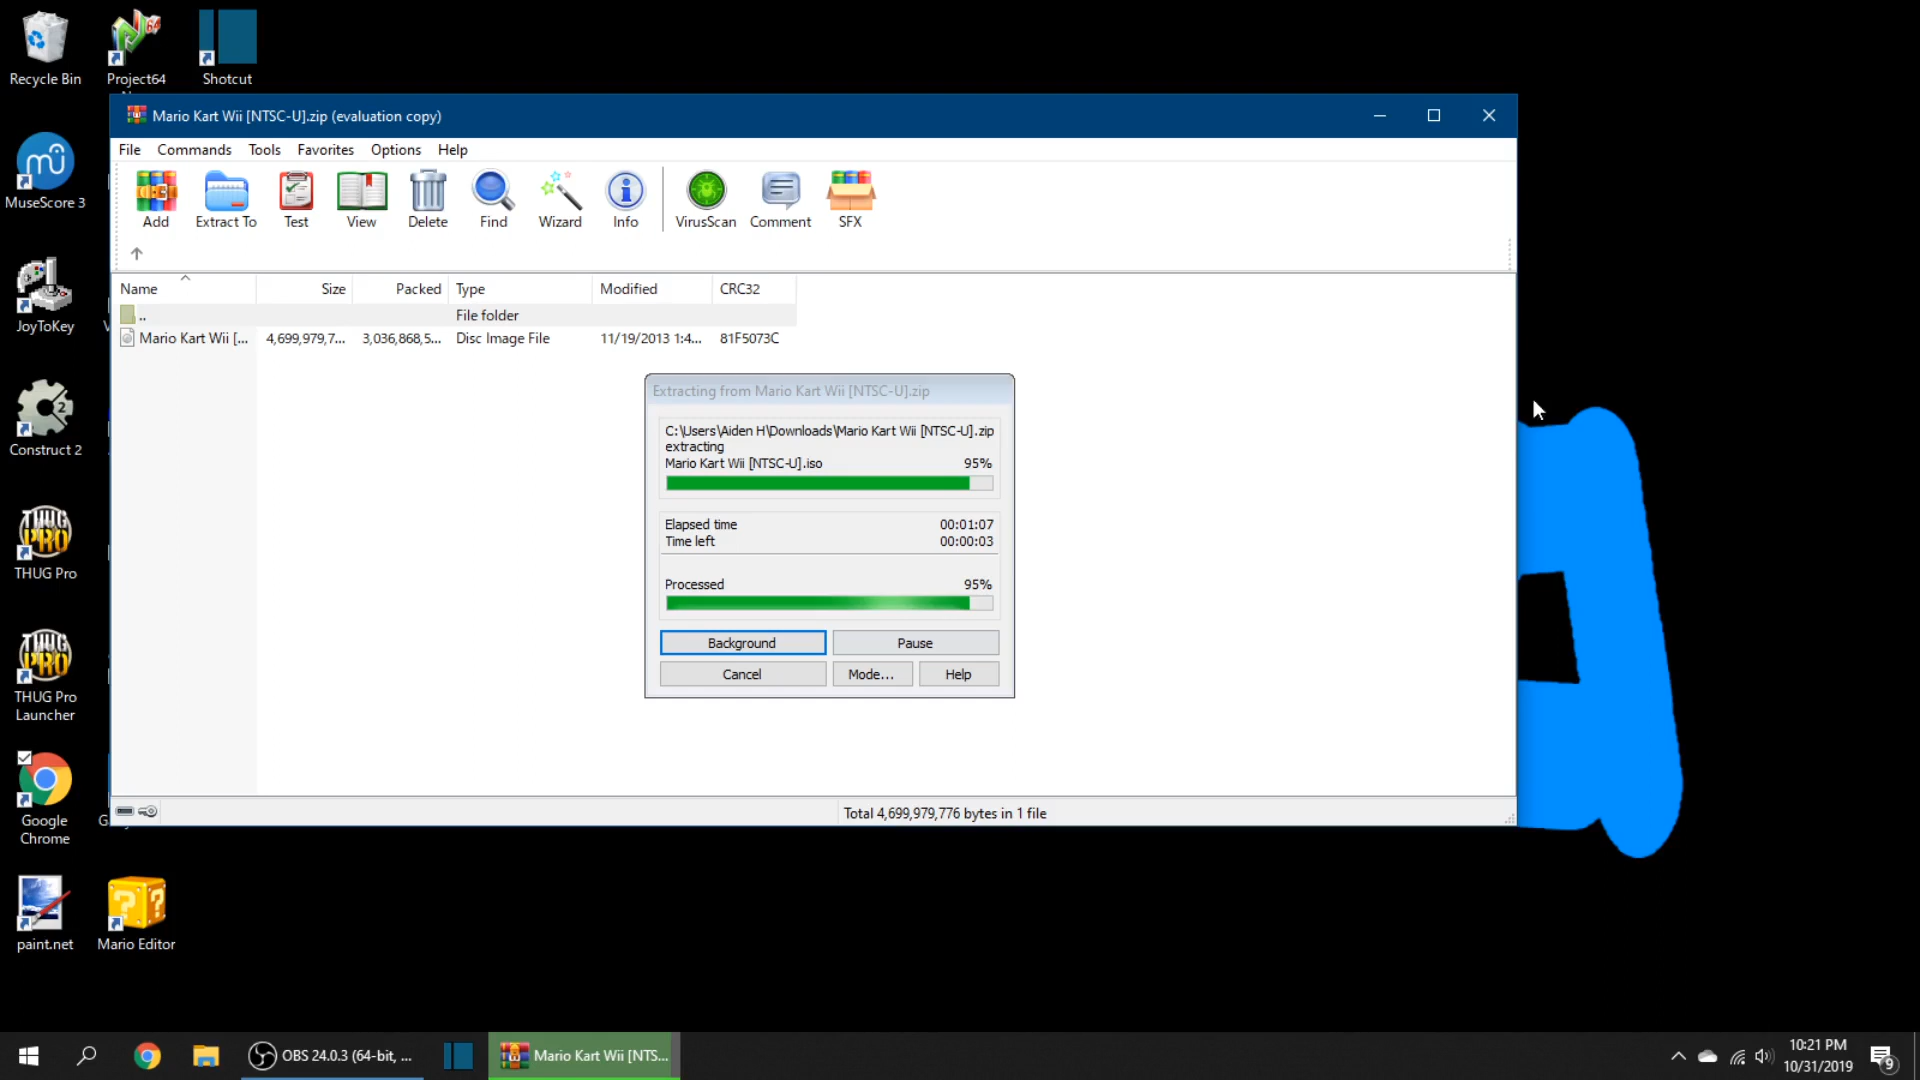 Recycle Bin
Project64
Shotcut
MuseScore 3
JoyToKey
Construct 2
THUG Pro
THUG Pro
Launcher
Google
Chrome
paint.net
Mario Editor
Mario Kart Wii [NTSC-U].zip (evaluation copy)
File Commands Tools Favorites Options Help
Add Extract To Test View Delete Find Wizard Info VirusScan Comment SFX
Name Size Packed Type Modified CRC32
.. File folder
Mario Kart Wii [... 4,699,979,7... 3,036,868,5... Disc Image File 11/19/2013 1:4... 81F5073C
Extracting from Mario Kart Wii [NTSC-U].zip
C:\Users\Aiden H\Downloads\Mario Kart Wii [NTSC-U].zip
extracting
Mario Kart Wii [NTSC-U].iso 95%
Elapsed time 00:01:07
Time left 00:00:03
Processed 95%
Background Pause
Cancel Mode... Help
Total 4,699,979,776 bytes in 1 file
OBS 24.0.3 (64-bit, ...
Mario Kart Wii [NTS...
10:21 PM
10/31/2019
9